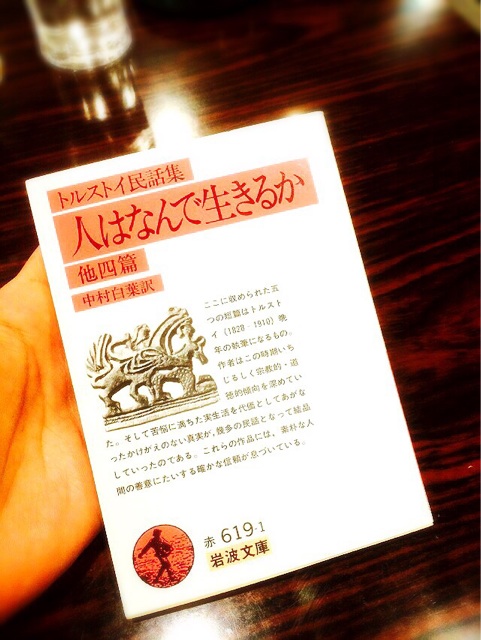 トルストイ民話集
人はなんで生きるか
他四篇
中村白葉訳
ここに収められた五
つの短篇はトルスト
イ(1828‐1910)晩
年の執筆になるもの。
作者はこの時期いち
じるしく宗教的・道
徳的傾向を深めてい
た。そして苦悩に満ちた実生活を代価としてあがな
ったかけがえのない真実が、幾多の民話となって結晶
していったのである。これらの作品には、素朴な人
間の善意にたいする確かな信頼が息づいている。
赤 619-1
岩波文庫